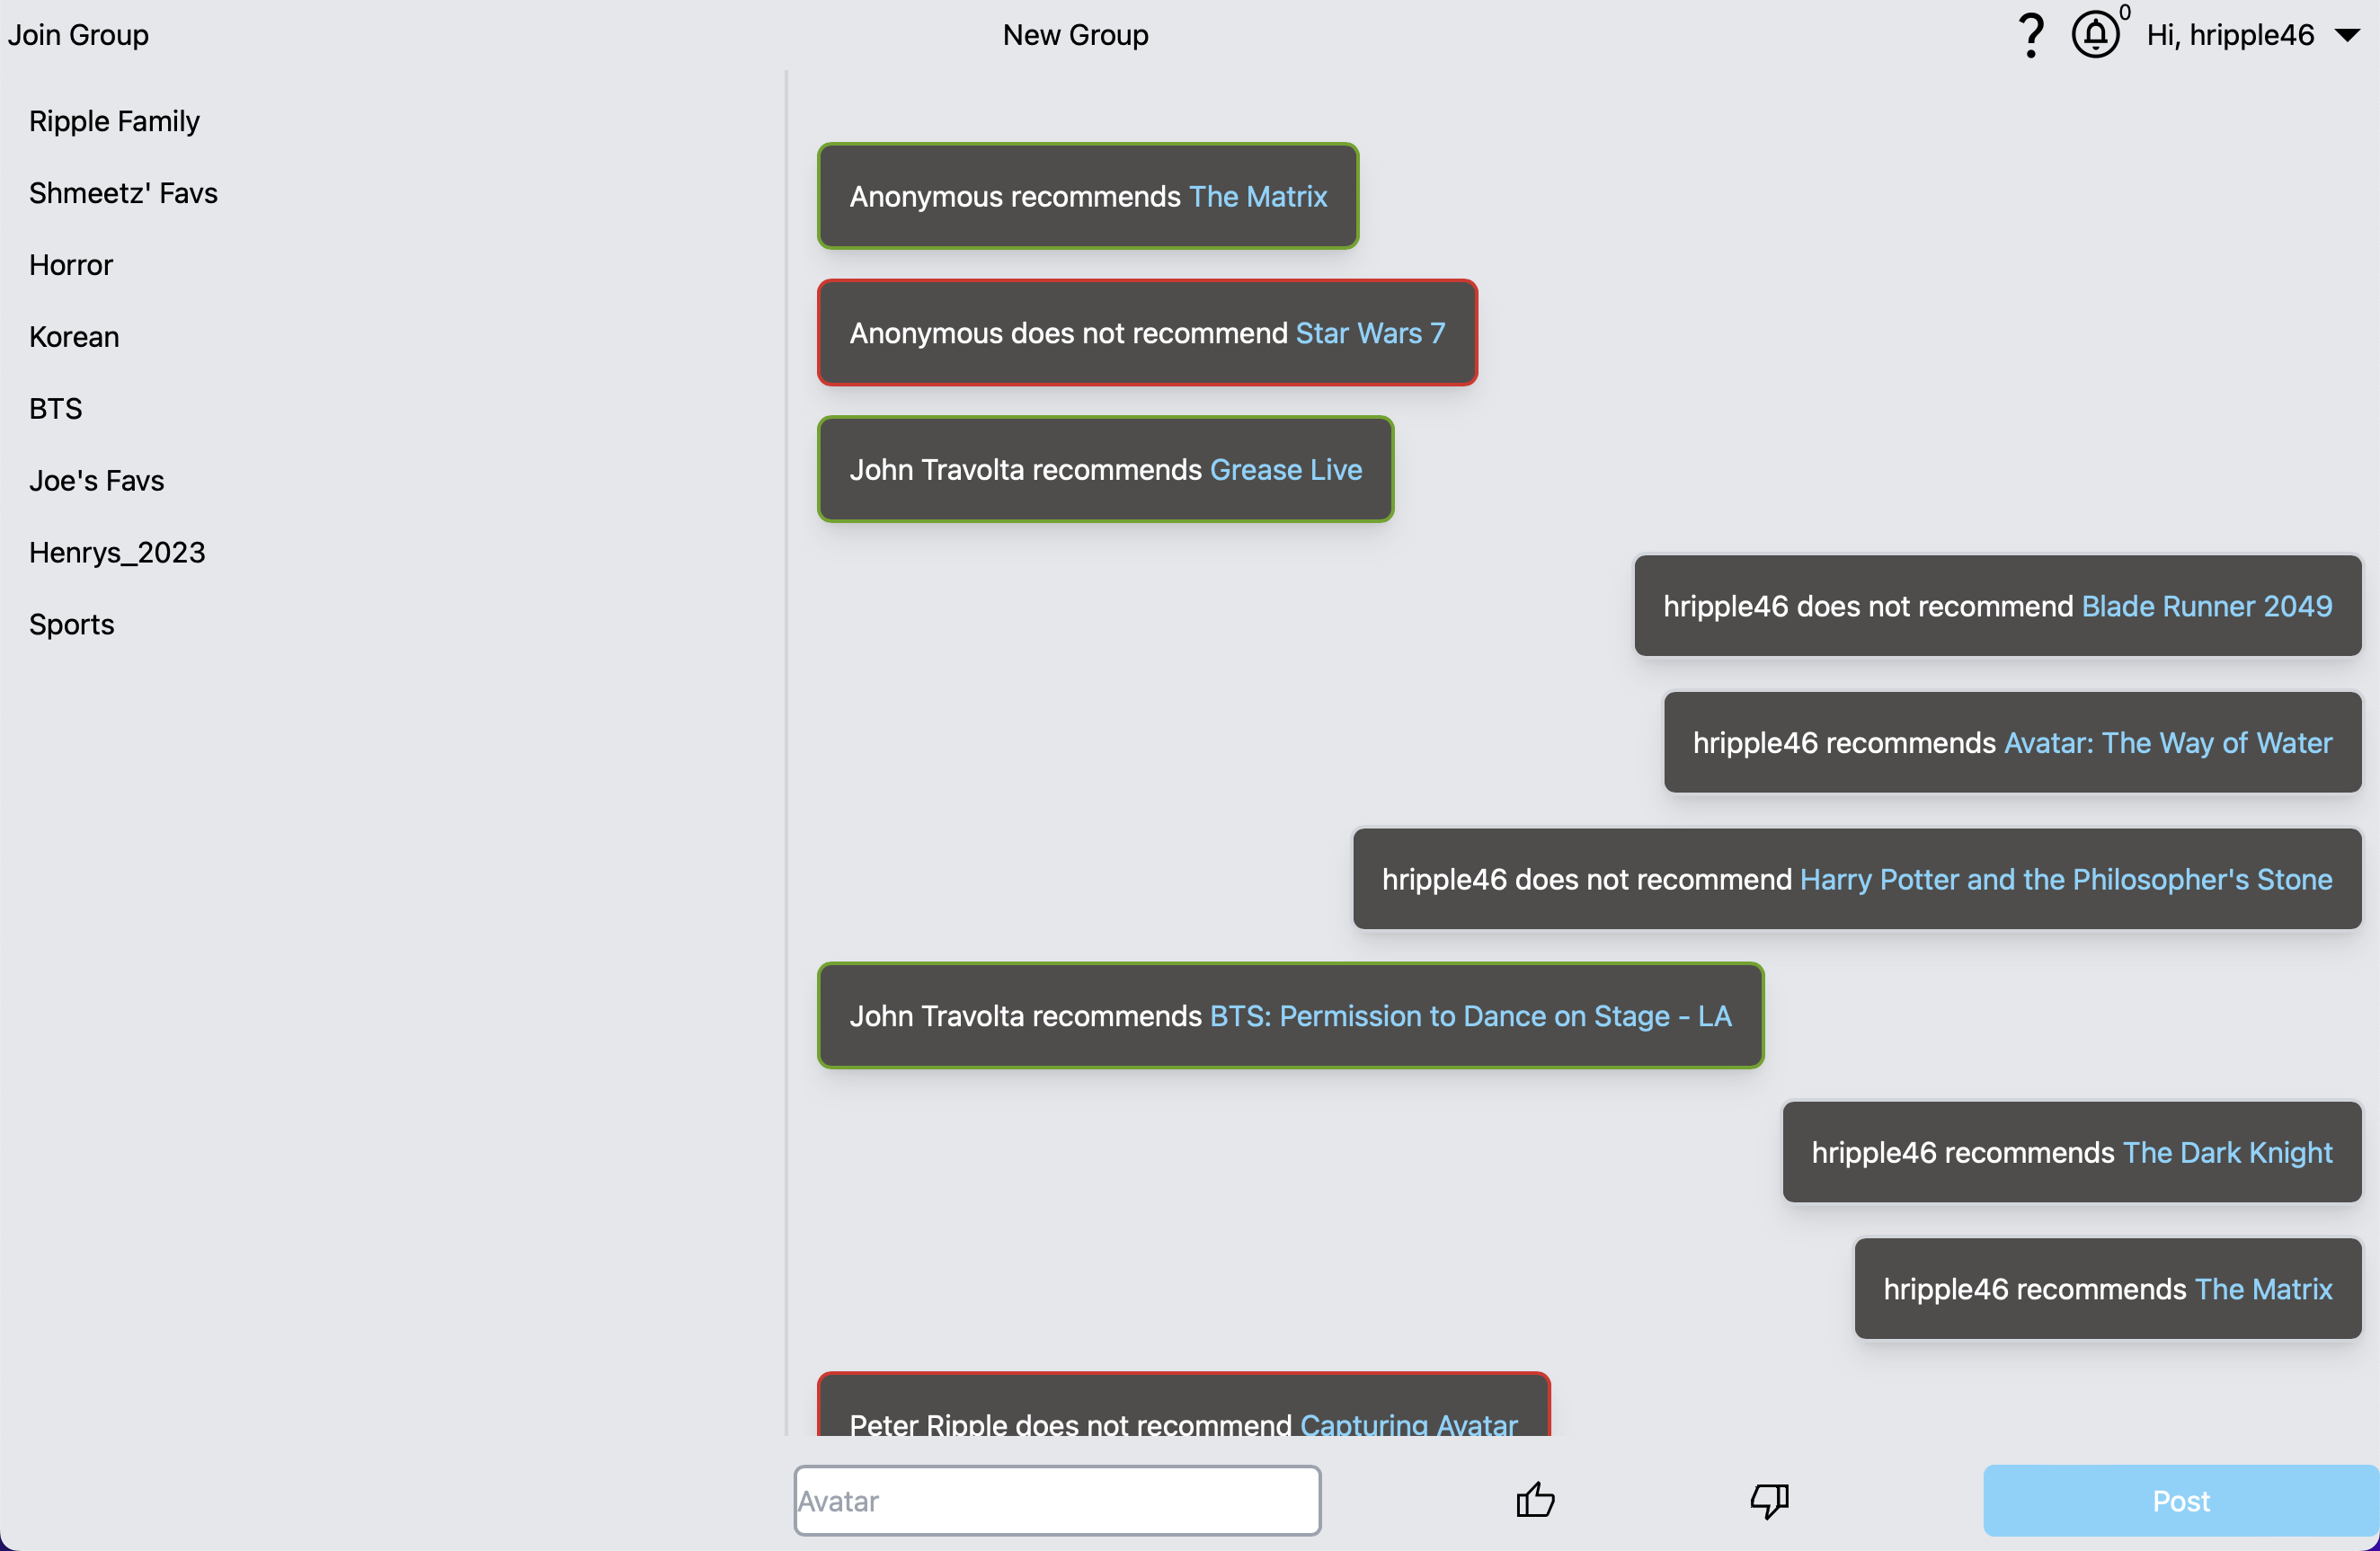 Join Group
New Group
0
Hi, hripple46
Ripple Family
Shmeetz' Favs
Horror
Korean
BTS
Joe's Favs
Henrys_2023
Sports
Anonymous recommends The Matrix
Anonymous does not recommend Star Wars 7
John Travolta recommends Grease Live
hripple46 does not recommend Blade Runner 2049
hripple46 recommends Avatar: The Way of Water
hripple46 does not recommend Harry Potter and the Philosopher's Stone
John Travolta recommends BTS: Permission to Dance on Stage - LA
hripple46 recommends The Dark Knight
hripple46 recommends The Matrix
Peter Ripple does not recommend Capturing Avatar
Avatar
Post